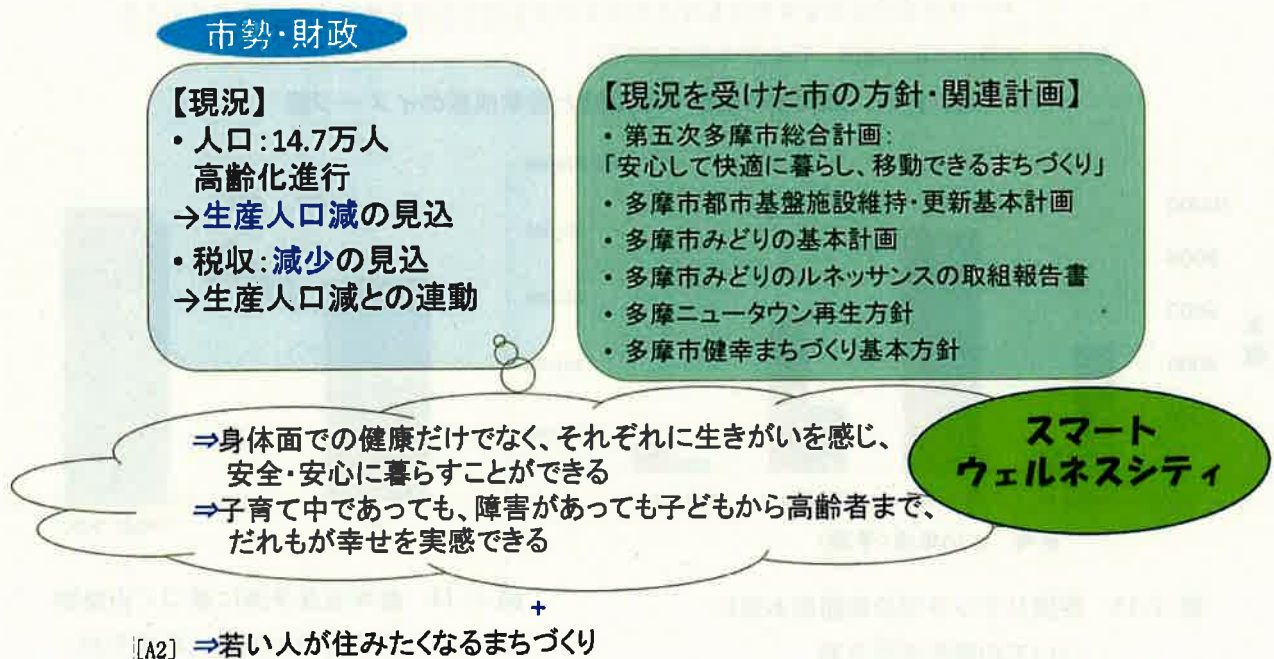 市勢・財政
【現況】
・人口:14.7万人
高齢化進行
→生産人口減の見込
・税収:減少の見込
→生産人口減との連動
【現況を受けた市の方針・関連計画】
・第五次多摩市総合計画:
「安心して快適に暮らし、移動できるまちづくり」
・多摩市都市基盤施設維持・更新基本計画
・多摩市みどりの基本計画
・多摩市みどりのルネッサンスの取組報告書
・多摩ニュータウン再生方針
・多摩市健幸まちづくり基本方針
⇒身体面での健康だけでなく、それぞれに生きがいを感じ、
安全・安心に暮らすことができる
⇒子育て中であっても、障害があっても子どもから高齢者まで、
だれもが幸せを実感できる
スマート
ウェルネスシティ
+
[A2] ⇒若い人が住みたくなるまちづくり